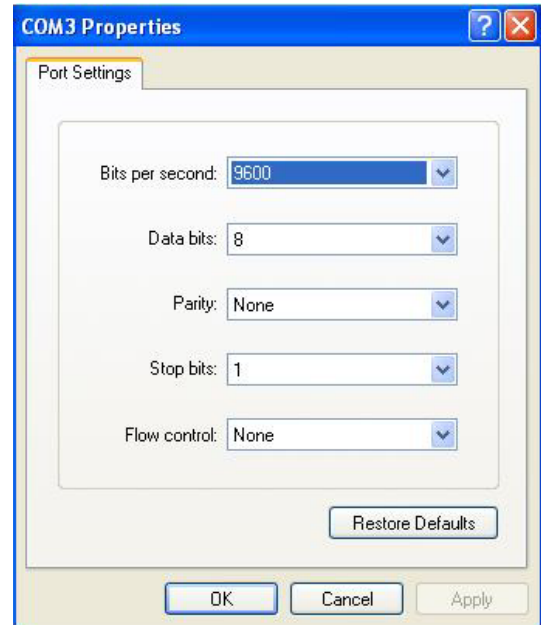 COM3 Properties
Port Settings
Bits per second: 9600
Data bits: 8
Parity: None
Stop bits: 1
Flow control: None
Restore Defaults
OK Cancel Apply